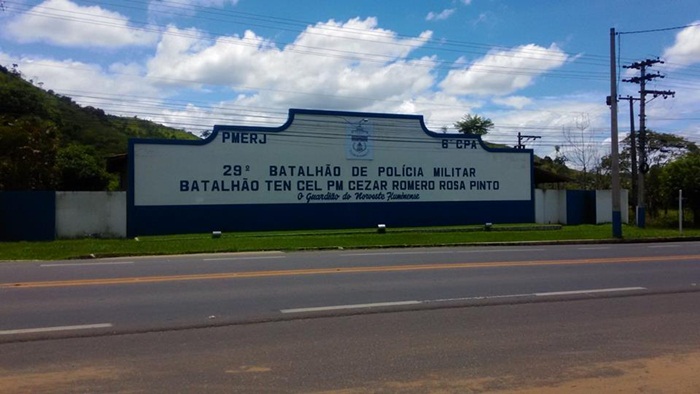 PMERJ 6º CPA
29º BATALHÃO DE POLÍCIA MILITAR
BATALHÃO TEN CEL PM CEZAR ROMERO ROSA PINTO
O Guardião do Noroeste Fluminense